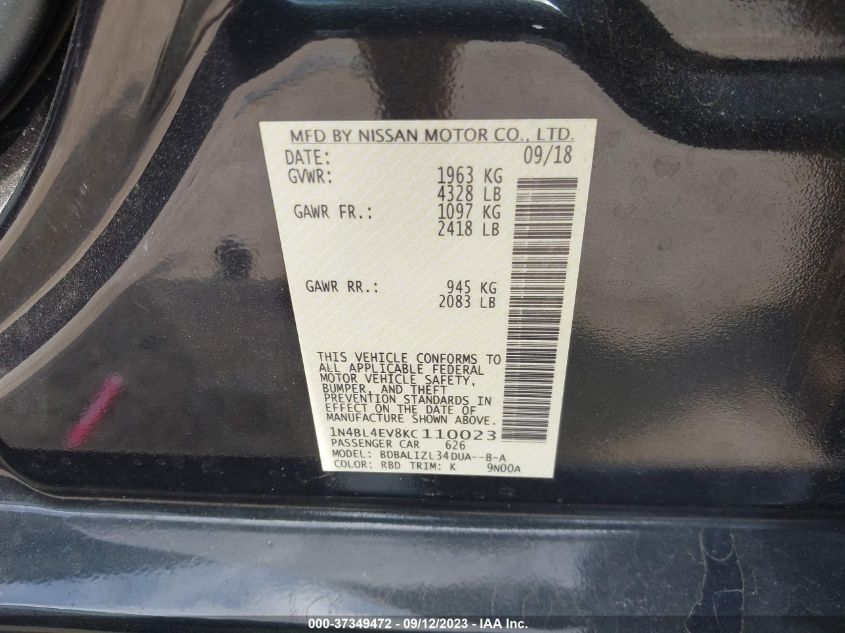 MFD BY NISSAN MOTOR CO., LTD.
DATE: 09/18
GVWR: 1963 KG
4328 LB
GAWR FR.: 1097 KG
2418 LB
GAWR RR.: 945 KG
2083 LB
THIS VEHICLE CONFORMS TO
ALL APPLICABLE FEDERAL
MOTOR VEHICLE SAFETY,
BUMPER, AND THEFT
PREVENTION STANDARDS IN
EFFECT ON THE DATE OF
MANUFACTURE SHOWN ABOVE.
1N4BL4EV8KC110023
PASSENGER CAR 626
MODEL: BDBALIZL34DUA--B-A
COLOR: RBD TRIM: K 9N00A
000-37349472 - 09/12/2023 - IAA Inc.